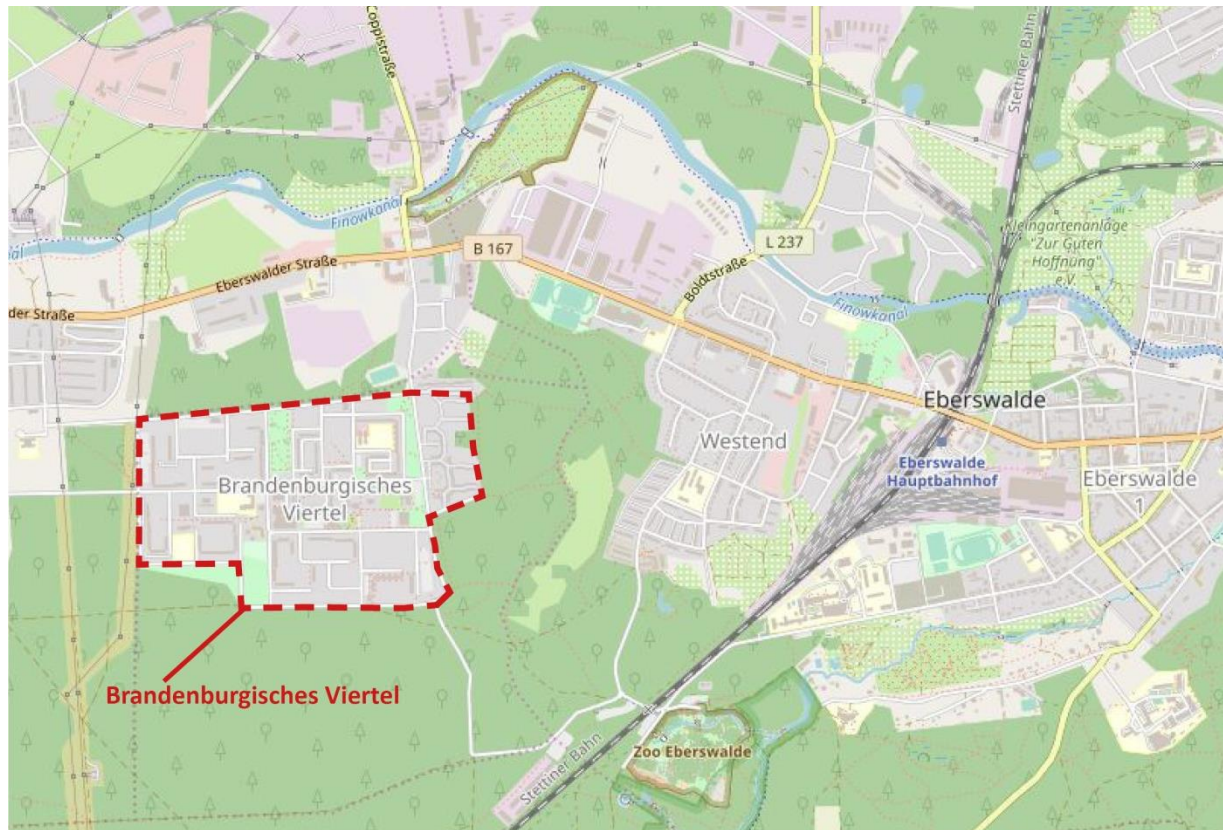 Coppistraße
Stettiner Bahn
Finowkanal
Kleingartenanlage
"Zur Guten
Hoffnung"
e.V.
B 167
L 237
Eberswalder Straße
Boldtstraße
Finowkanal
der Straße
Eberswalde
Westend
Eberswalde
Hauptbahnhof
Eberswalde
1
Brandenburgisches
Viertel
Brandenburgisches Viertel
Zoo Eberswalde
Stettiner Bahn